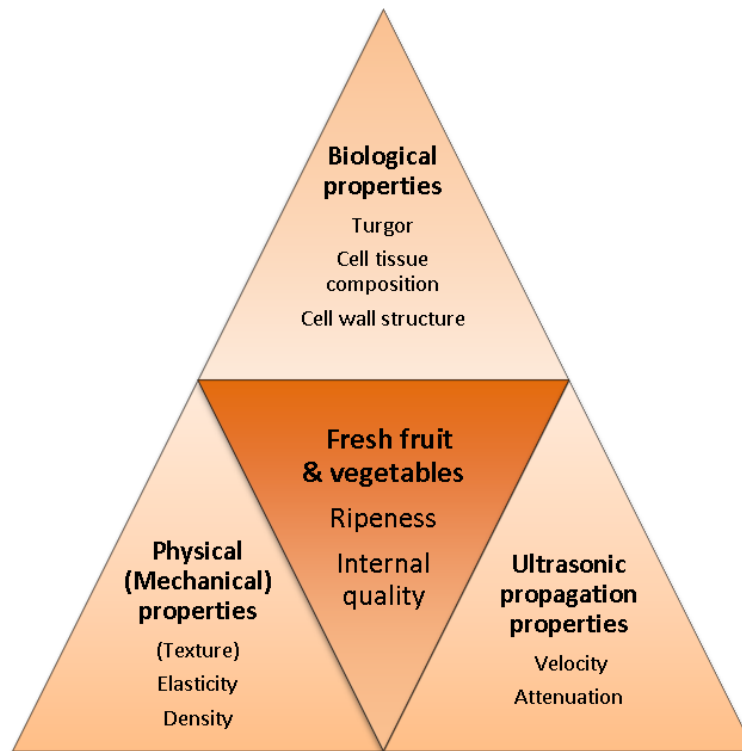 Biological
properties
Turgor
Cell tissue
composition
Cell wall structure
Fresh fruit
& vegetables
Ripeness
Internal
quality
Physical
(Mechanical)
properties
(Texture)
Elasticity
Density
Ultrasonic
propagation
properties
Velocity
Attenuation